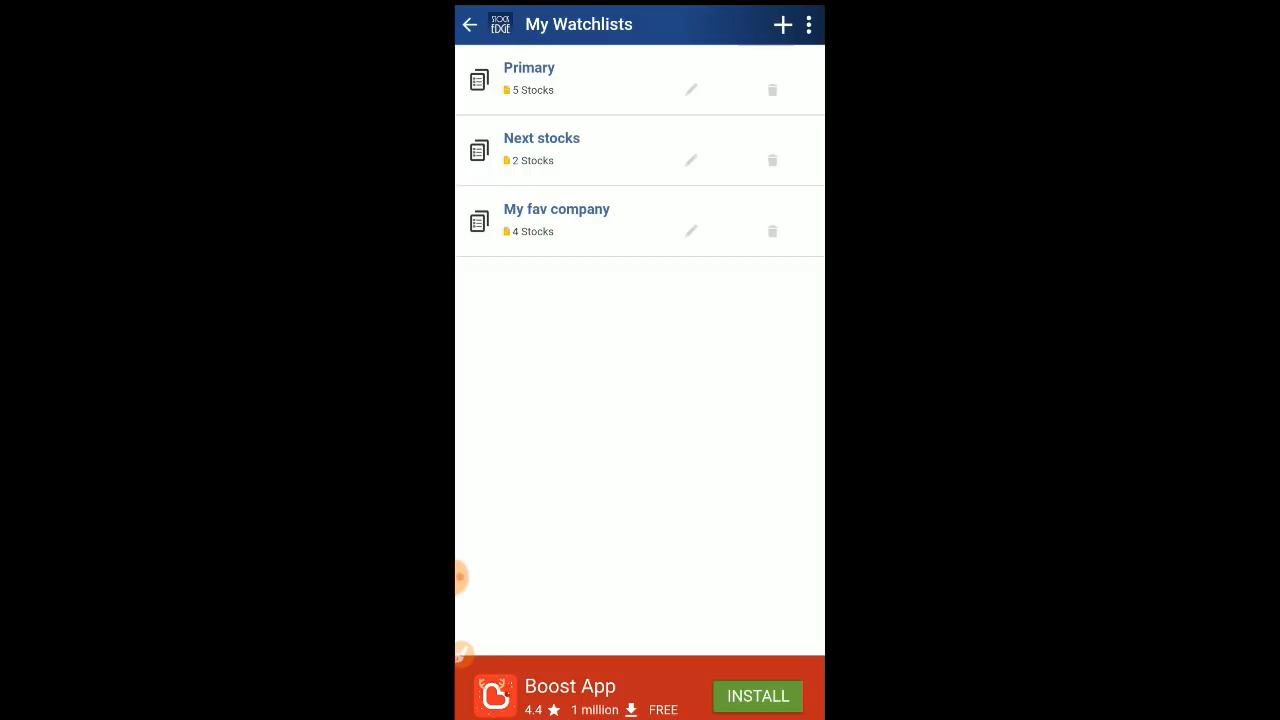 STOCK
EDGE
My Watchlists
Primary
5 Stocks
Next stocks
2 Stocks
My fav company
4 Stocks
Boost App
4.4 1 million FREE
INSTALL